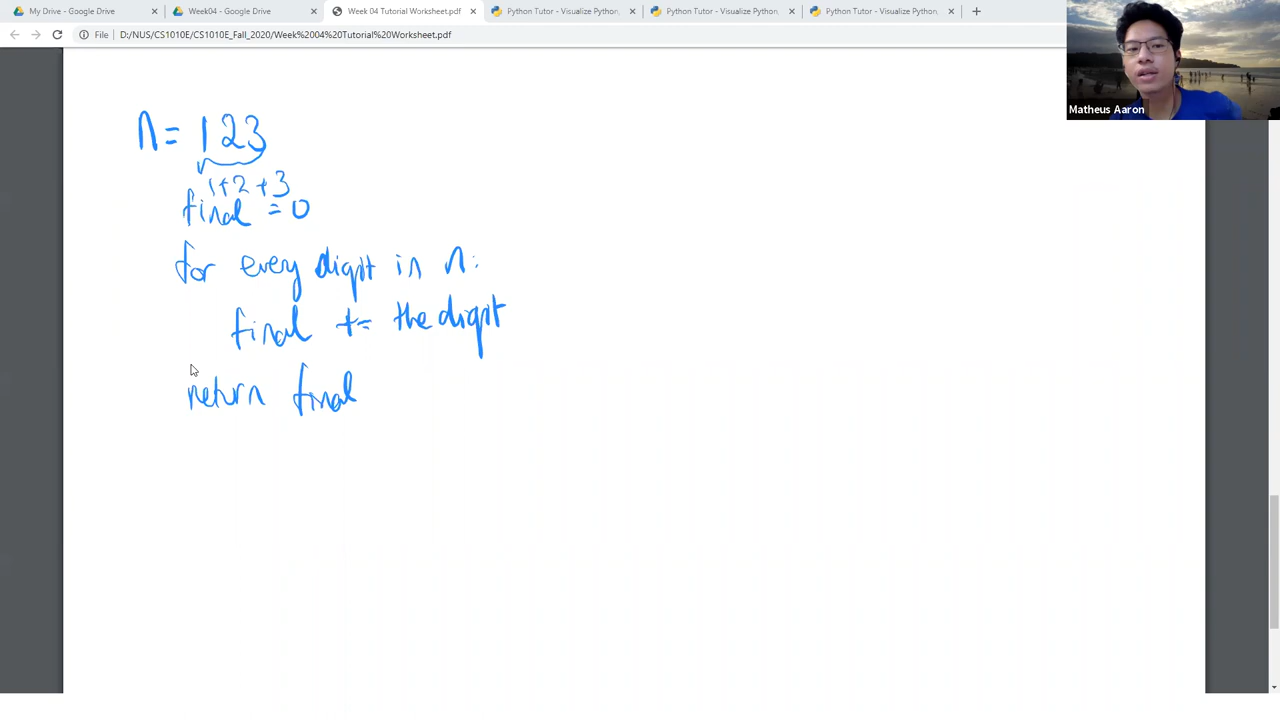 My Drive - Google Drive
Week04 - Google Drive
Week 04 Tutorial Worksheet.pdf
Python Tutor - Visualize Python,
Python Tutor - Visualize Python,
Python Tutor - Visualize Python,
File
D:/NUS/CS1010E/CS1010E_Fall_2020/Week%2004%20Tutorial%20Worksheet.pdf
Matheus Aaron
n = 123
1+2+3
final = 0
for every digit in n:
final += the digit
return final